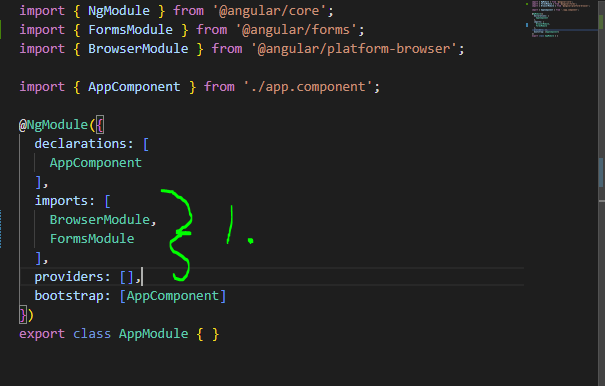 import { NgModule } from '@angular/core';
import { FormsModule } from '@angular/forms';
import { BrowserModule } from '@angular/platform-browser';
import { AppComponent } from './app.component';
@NgModule({
declarations: [
AppComponent
],
imports: [
BrowserModule,
FormsModule
],
1.
providers: [],
bootstrap: [AppComponent]
})
export class AppModule { }